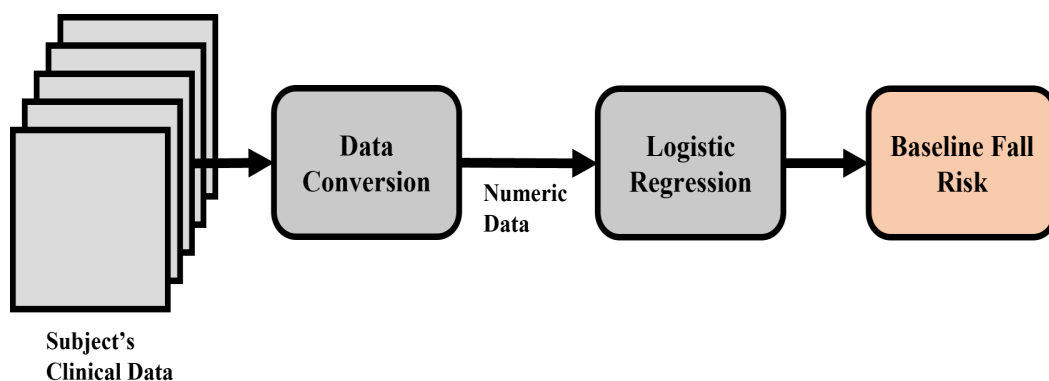 Data
Conversion
Numeric
Data
Logistic
Regression
Baseline Fall
Risk
Subject's
Clinical Data